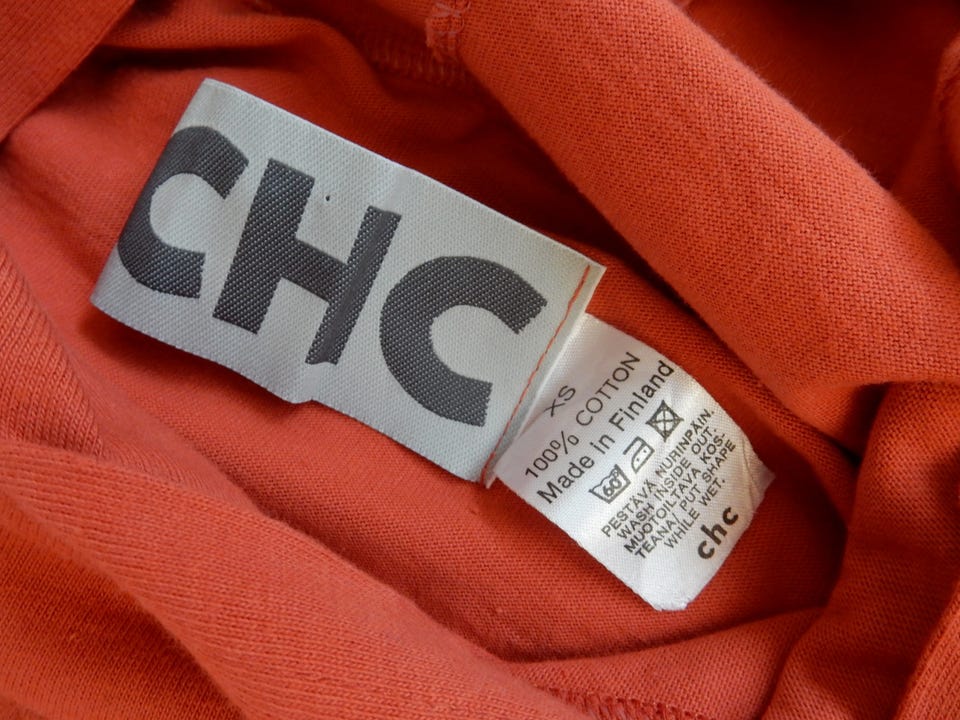 CHC
XS
100% COTTON
Made in Finland
60°
PESTÄVÄ NURINPÄIN.
WASH INSIDE OUT.
MUOTOILTAVA KOS-
TEANA. PUT SHAPE
WHILE WET.
chc